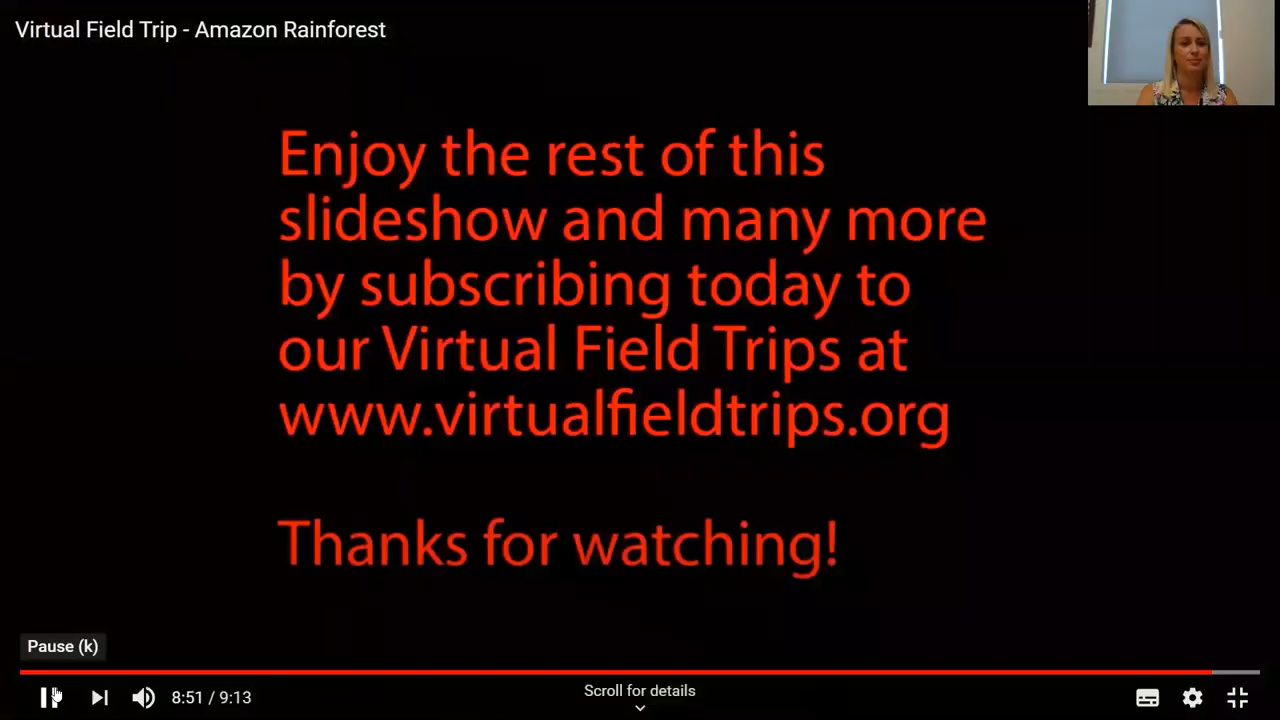 Virtual Field Trip - Amazon Rainforest
Enjoy the rest of this
slideshow and many more
by subscribing today to
our Virtual Field Trips at
www.virtualfieldtrips.org
Thanks for watching!
Pause (k)
8:51 / 9:13
Scroll for details